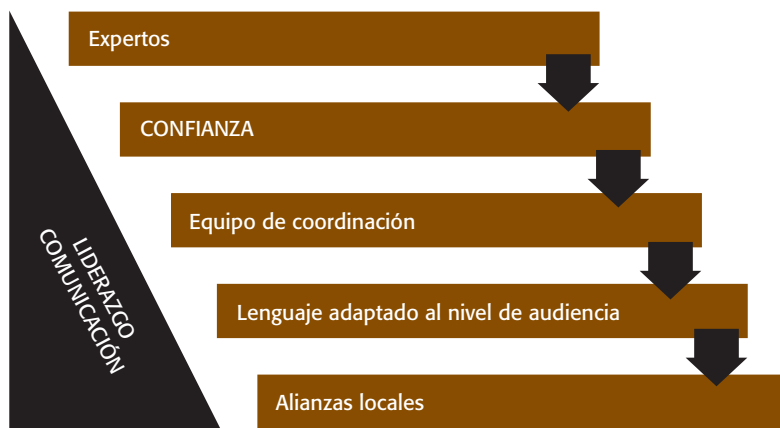 Expertos
CONFIANZA
Equipo de coordinación
Lenguaje adaptado al nivel de audiencia
Alianzas locales
LIDERAZGO
COMUNICACIÓN